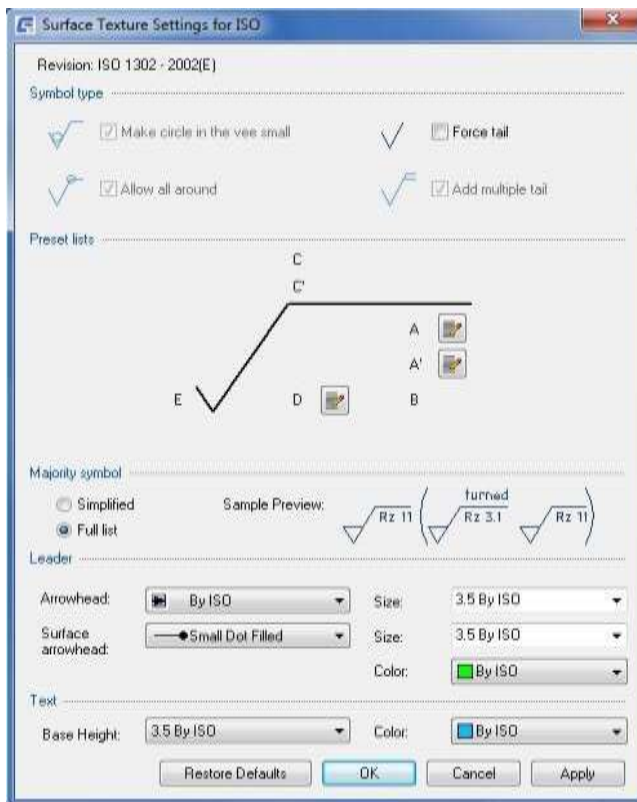 Surface Texture Settings for ISO
Revision: ISO 1302 - 2002(E)
Symbol type
Make circle in the vee small
Force tail
Allow all around
Add multiple tail
Preset lists
C
C'
A
A'
E D B
Majority symbol
Simplified
Full list
Sample Preview:
turned
Rz 11 ( Rz 3.1 Rz 11 )
Leader
Arrowhead: By ISO Size: 3.5 By ISO
Surface arrowhead: Small Dot Filled Size: 3.5 By ISO
Color: By ISO
Text
Base Height: 3.5 By ISO Color: By ISO
Restore Defaults OK Cancel Apply